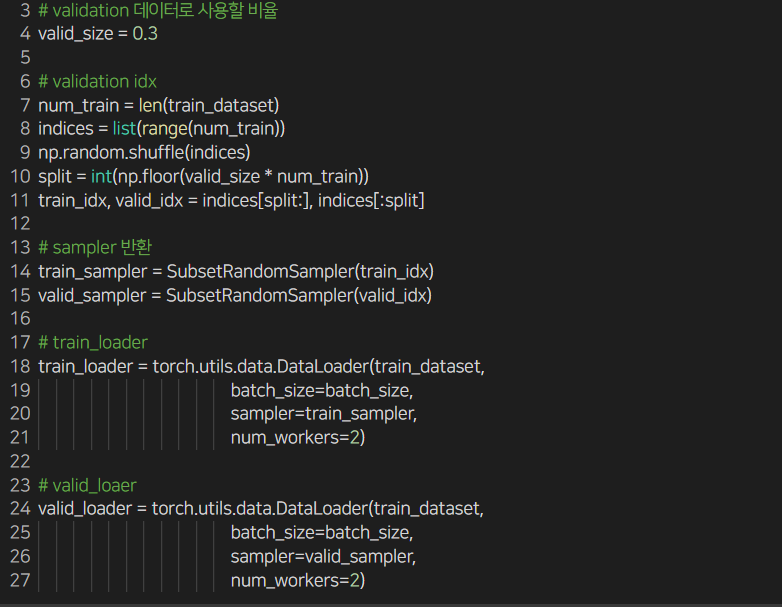 3 # validation 데이터로 사용할 비율
4 valid_size = 0.3
5
6 # validation idx
7 num_train = len(train_dataset)
8 indices = list(range(num_train))
9 np.random.shuffle(indices)
10 split = int(np.floor(valid_size * num_train))
11 train_idx, valid_idx = indices[split:], indices[:split]
12
13 # sampler 반환
14 train_sampler = SubsetRandomSampler(train_idx)
15 valid_sampler = SubsetRandomSampler(valid_idx)
16
17 # train_loader
18 train_loader = torch.utils.data.DataLoader(train_dataset,
19 batch_size=batch_size,
20 sampler=train_sampler,
21 num_workers=2)
22
23 # valid_loaer
24 valid_loader = torch.utils.data.DataLoader(train_dataset,
25 batch_size=batch_size,
26 sampler=valid_sampler,
27 num_workers=2)